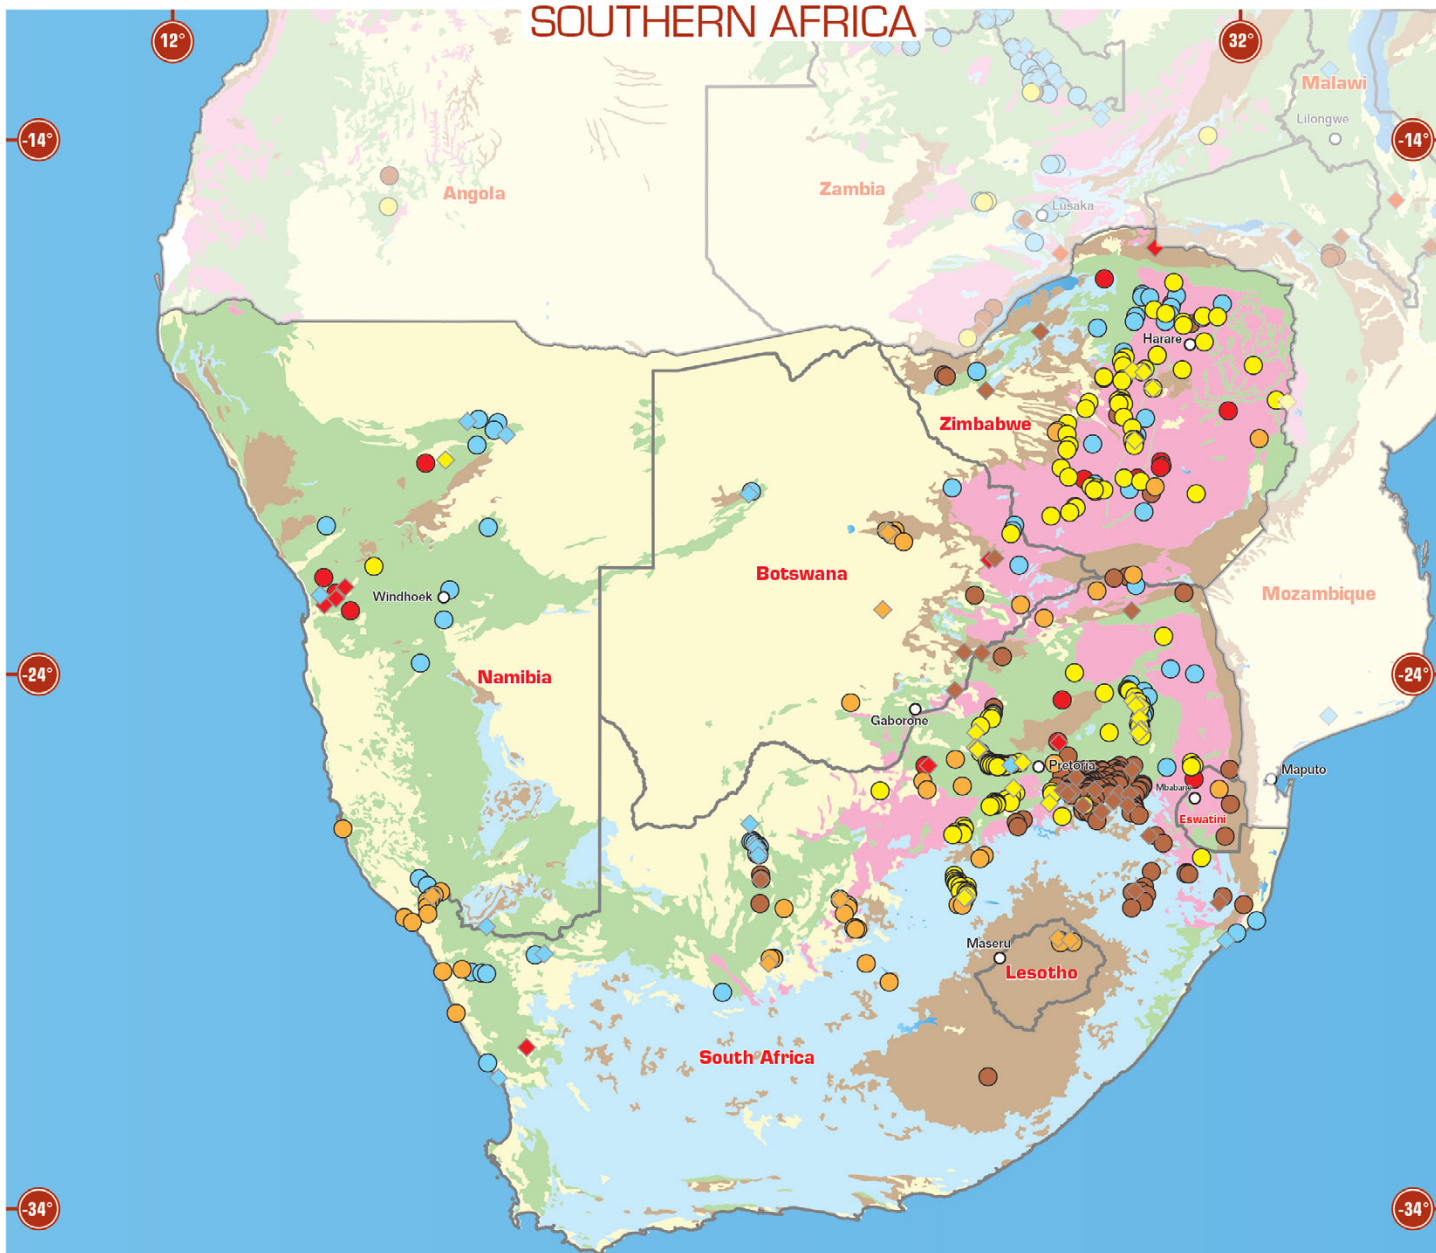 SOUTHERN AFRICA
12°
32°
Malawi
Lilongwe
-14°
-14°
Angola
Zambia
Lusaka
Harare
Zimbabwe
Botswana
Windhoek
Mozambique
Namibia
-24°
-24°
Gaborone
Pretoria
Maputo
Mbabane
Eswatini
Maseru
Lesotho
South Africa
-34°
-34°